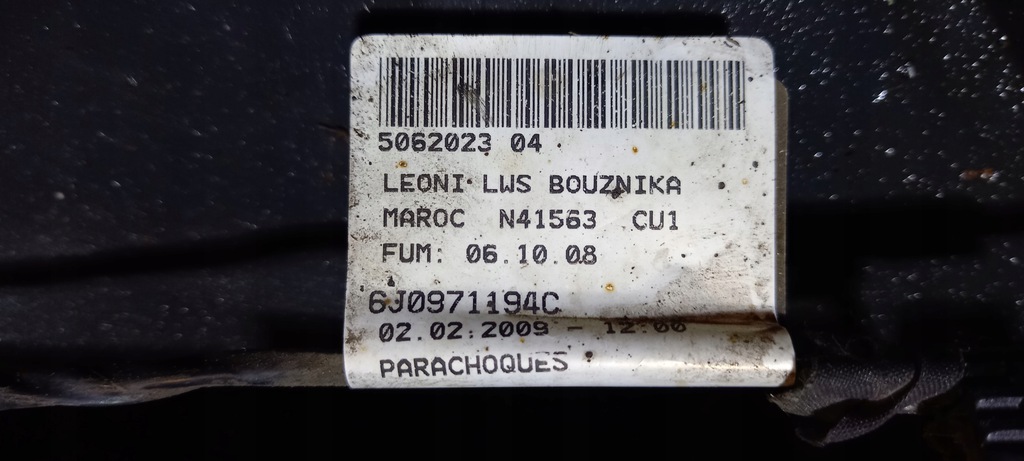 5062023 04
LEONI LWS BOUZNIKA
MAROC N41563 CU1
FUM: 06.10.08
6J0971194C
02.02.2009 - 12:00
PARACHOQUES